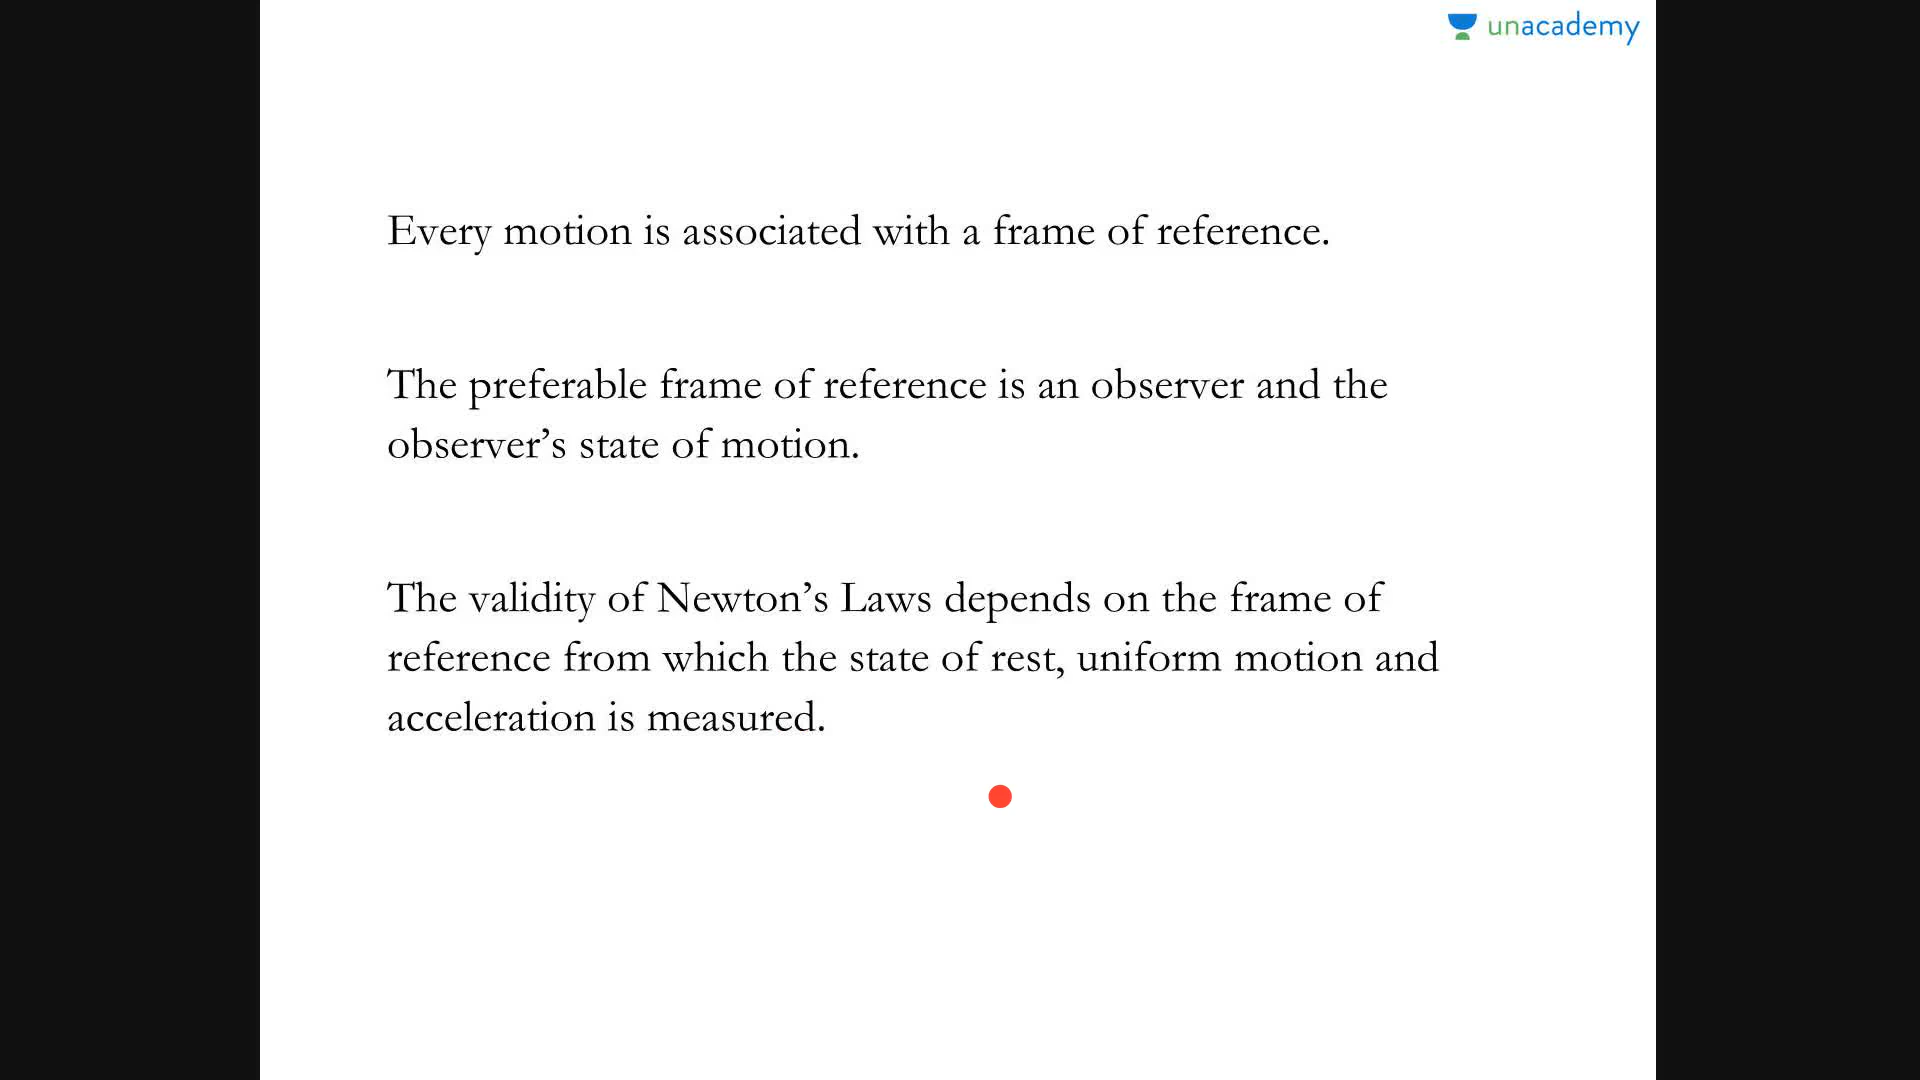 unacademy
Every motion is associated with a frame of reference.
The preferable frame of reference is an observer and the
observer’s state of motion.
The validity of Newton’s Laws depends on the frame of
reference from which the state of rest, uniform motion and
acceleration is measured.